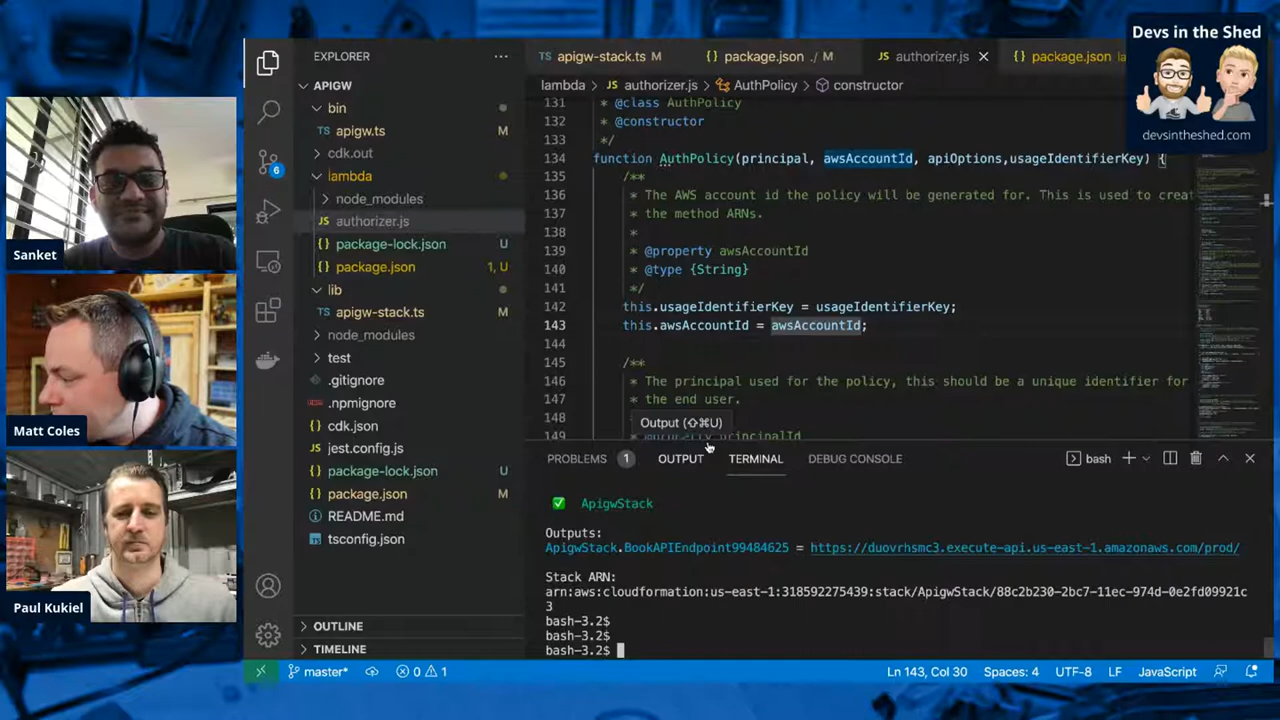 Devs in the Shed
devsintheshed.com
Sanket
Matt Coles
Paul Kukiel
EXPLORER
APIGW
bin
TS apigw.ts M
cdk.out
lambda
node_modules
JS authorizer.js
{} package-lock.json U
{} package.json 1, U
lib
TS apigw-stack.ts M
node_modules
test
.gitignore
.npmignore
{} cdk.json
JS jest.config.js
{} package-lock.json U
{} package.json M
README.md
tsconfig.json
OUTLINE
TIMELINE
6
TS apigw-stack.ts M {} package.json ./ M JS authorizer.js {} package.json
lambda > JS authorizer.js > AuthPolicy > constructor
131 * @class AuthPolicy
132 * @constructor
133 */
134 function AuthPolicy(principal, awsAccountId, apiOptions,usageIdentifierKey) {
135 /**
136 * The AWS account id the policy will be generated for. This is used to creat
137 * the method ARNs.
138 *
139 * @property awsAccountId
140 * @type {String}
141 */
142 this.usageIdentifierKey = usageIdentifierKey;
143 this.awsAccountId = awsAccountId;
144
145 /**
146 * The principal used for the policy, this should be a unique identifier for
147 * the end user.
148
Output (⇧⌘U)
149 principalId
PROBLEMS 1 OUTPUT TERMINAL DEBUG CONSOLE bash
✅ ApigwStack
Outputs:
ApigwStack.BookAPIEndpoint99484625 = https://duovrhsmc3.execute-api.us-east-1.amazonaws.com/prod/
Stack ARN:
arn:aws:cloudformation:us-east-1:318592275439:stack/ApigwStack/88c2b230-2bc7-11ec-974d-0e2fd09921c
3
bash-3.2$
bash-3.2$
bash-3.2$
master* 0 1 Ln 143, Col 30 Spaces: 4 UTF-8 LF JavaScript